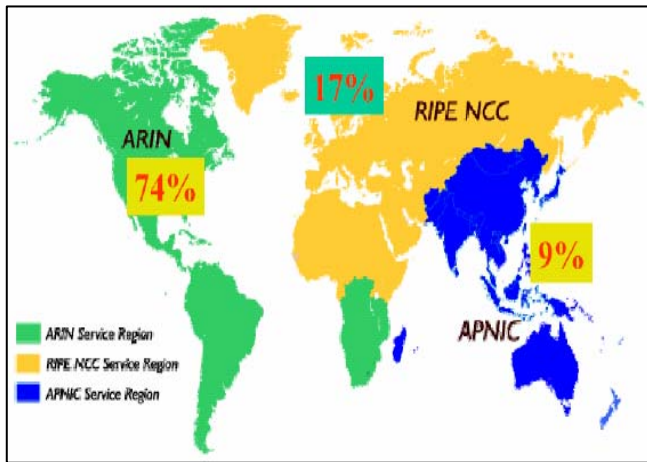 17%
RIPE NCC
ARIN
74%
9%
APNIC
ARIN Service Region
RIPE NCC Service Region
APNIC Service Region